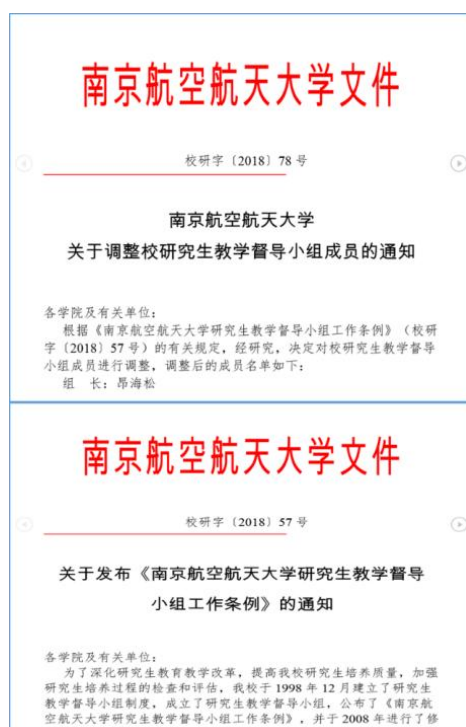 南京航空航天大学文件
校研字〔2018〕78 号
南京航空航天大学
关于调整校研究生教学督导小组成员的通知
各学院及有关单位：
根据《南京航空航天大学研究生教学督导小组工作条例》（校研
字〔2018〕57 号）的有关规定，经研究，决定对校研究生教学督导
小组成员进行调整，调整后的成员名单如下：
组 长：昂海松
南京航空航天大学文件
校研字〔2018〕57 号
关于发布《南京航空航天大学研究生教学督导
小组工作条例》的通知
各学院及有关单位：
为了深化研究生教育教学改革，提高我校研究生培养质量，加强
研究生培养过程的检查和评估，我校于 1998 年 12 月建立了研究生
教学督导小组制度，成立了研究生教学督导小组，公布了《南京航
空航天大学研究生教学督导小组工作条例》，并于 2008 年进行了修